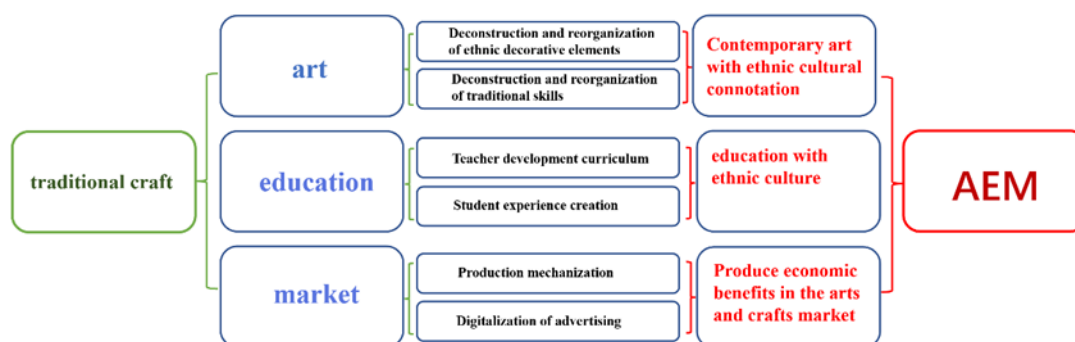 traditional craft
art
Deconstruction and reorganization
of ethnic decorative elements
Deconstruction and reorganization
of traditional skills
Contemporary art
with ethnic cultural
connotation
education
Teacher development curriculum
Student experience creation
education with
ethnic culture
market
Production mechanization
Digitalization of advertising
Produce economic
benefits in the arts
and crafts market
AEM